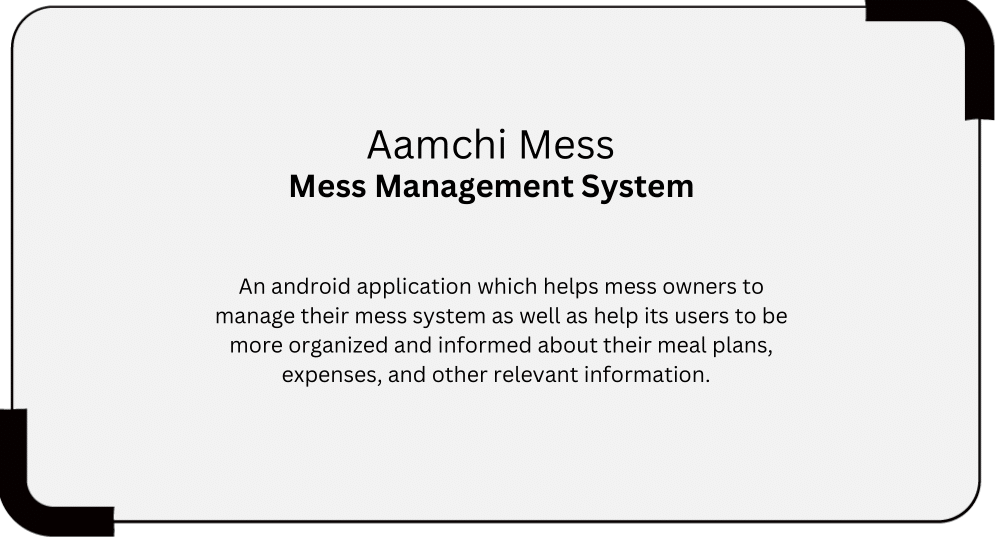 Aamchi Mess
Mess Management System
An android application which helps mess owners to
manage their mess system as well as help its users to be
more organized and informed about their meal plans,
expenses, and other relevant information.